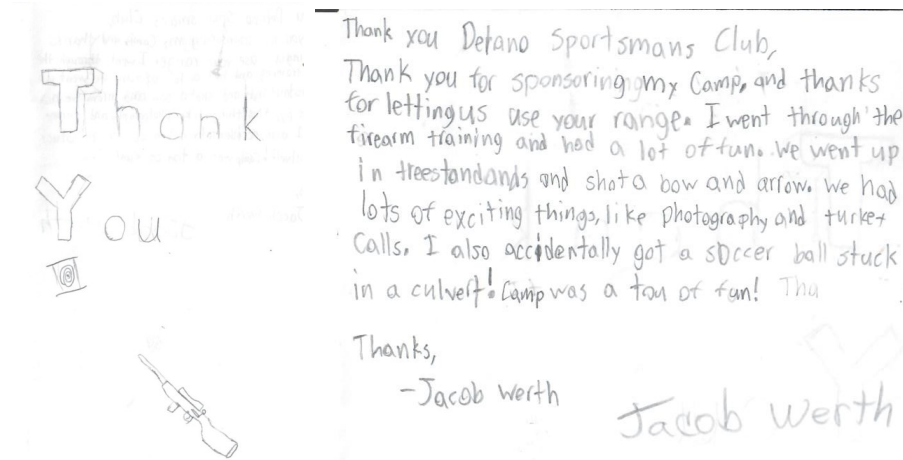 Thank
You
Thank you Delano Sportsmans Club,
Thank you for sponsoring my Camp, and thanks
for letting us use your range. I went through the
firearm training and had a lot of fun. We went up
in treestandands and shot a bow and arrow. We had
lots of exciting things, like photography and turkey
calls. I also accidentally got a soccer ball stuck
in a culvert! Camp was a ton of fun! Tha
Thanks,
-Jacob Werth
Jacob Werth